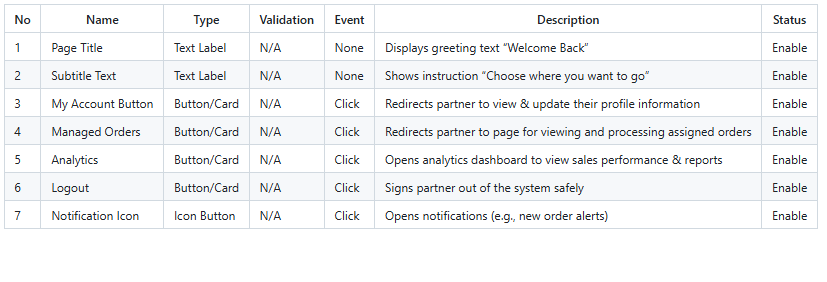 No Name Type Validation Event Description Status
1 Page Title Text Label N/A None Displays greeting text “Welcome Back” Enable
2 Subtitle Text Text Label N/A None Shows instruction “Choose where you want to go” Enable
3 My Account Button Button/Card N/A Click Redirects partner to view & update their profile information Enable
4 Managed Orders Button/Card N/A Click Redirects partner to page for viewing and processing assigned orders Enable
5 Analytics Button/Card N/A Click Opens analytics dashboard to view sales performance & reports Enable
6 Logout Button/Card N/A Click Signs partner out of the system safely Enable
7 Notification Icon Icon Button N/A Click Opens notifications (e.g., new order alerts) Enable